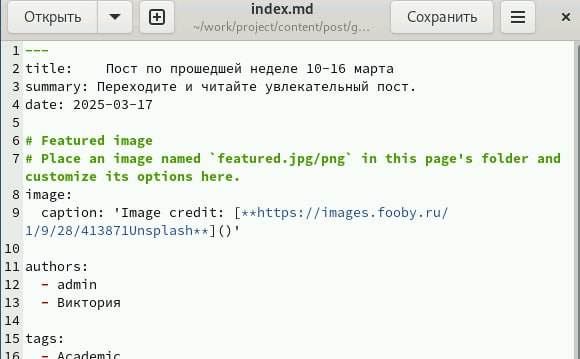 Открыть
index.md
~/work/project/content/post/g…
Сохранить
1 ---
2 title:    Пост по прошедшей неделе 10-16 марта
3 summary: Переходите и читайте увлекательный пост.
4 date: 2025-03-17
5
6 # Featured image
7 # Place an image named `featured.jpg/png` in this page's folder and
customize its options here.
8 image:
9   caption: 'Image credit: [**https://images.fooby.ru/
1/9/28/413871Unsplash**]()'
10
11 authors:
12   - admin
13   - Виктория
14
15 tags:
16   - Academic